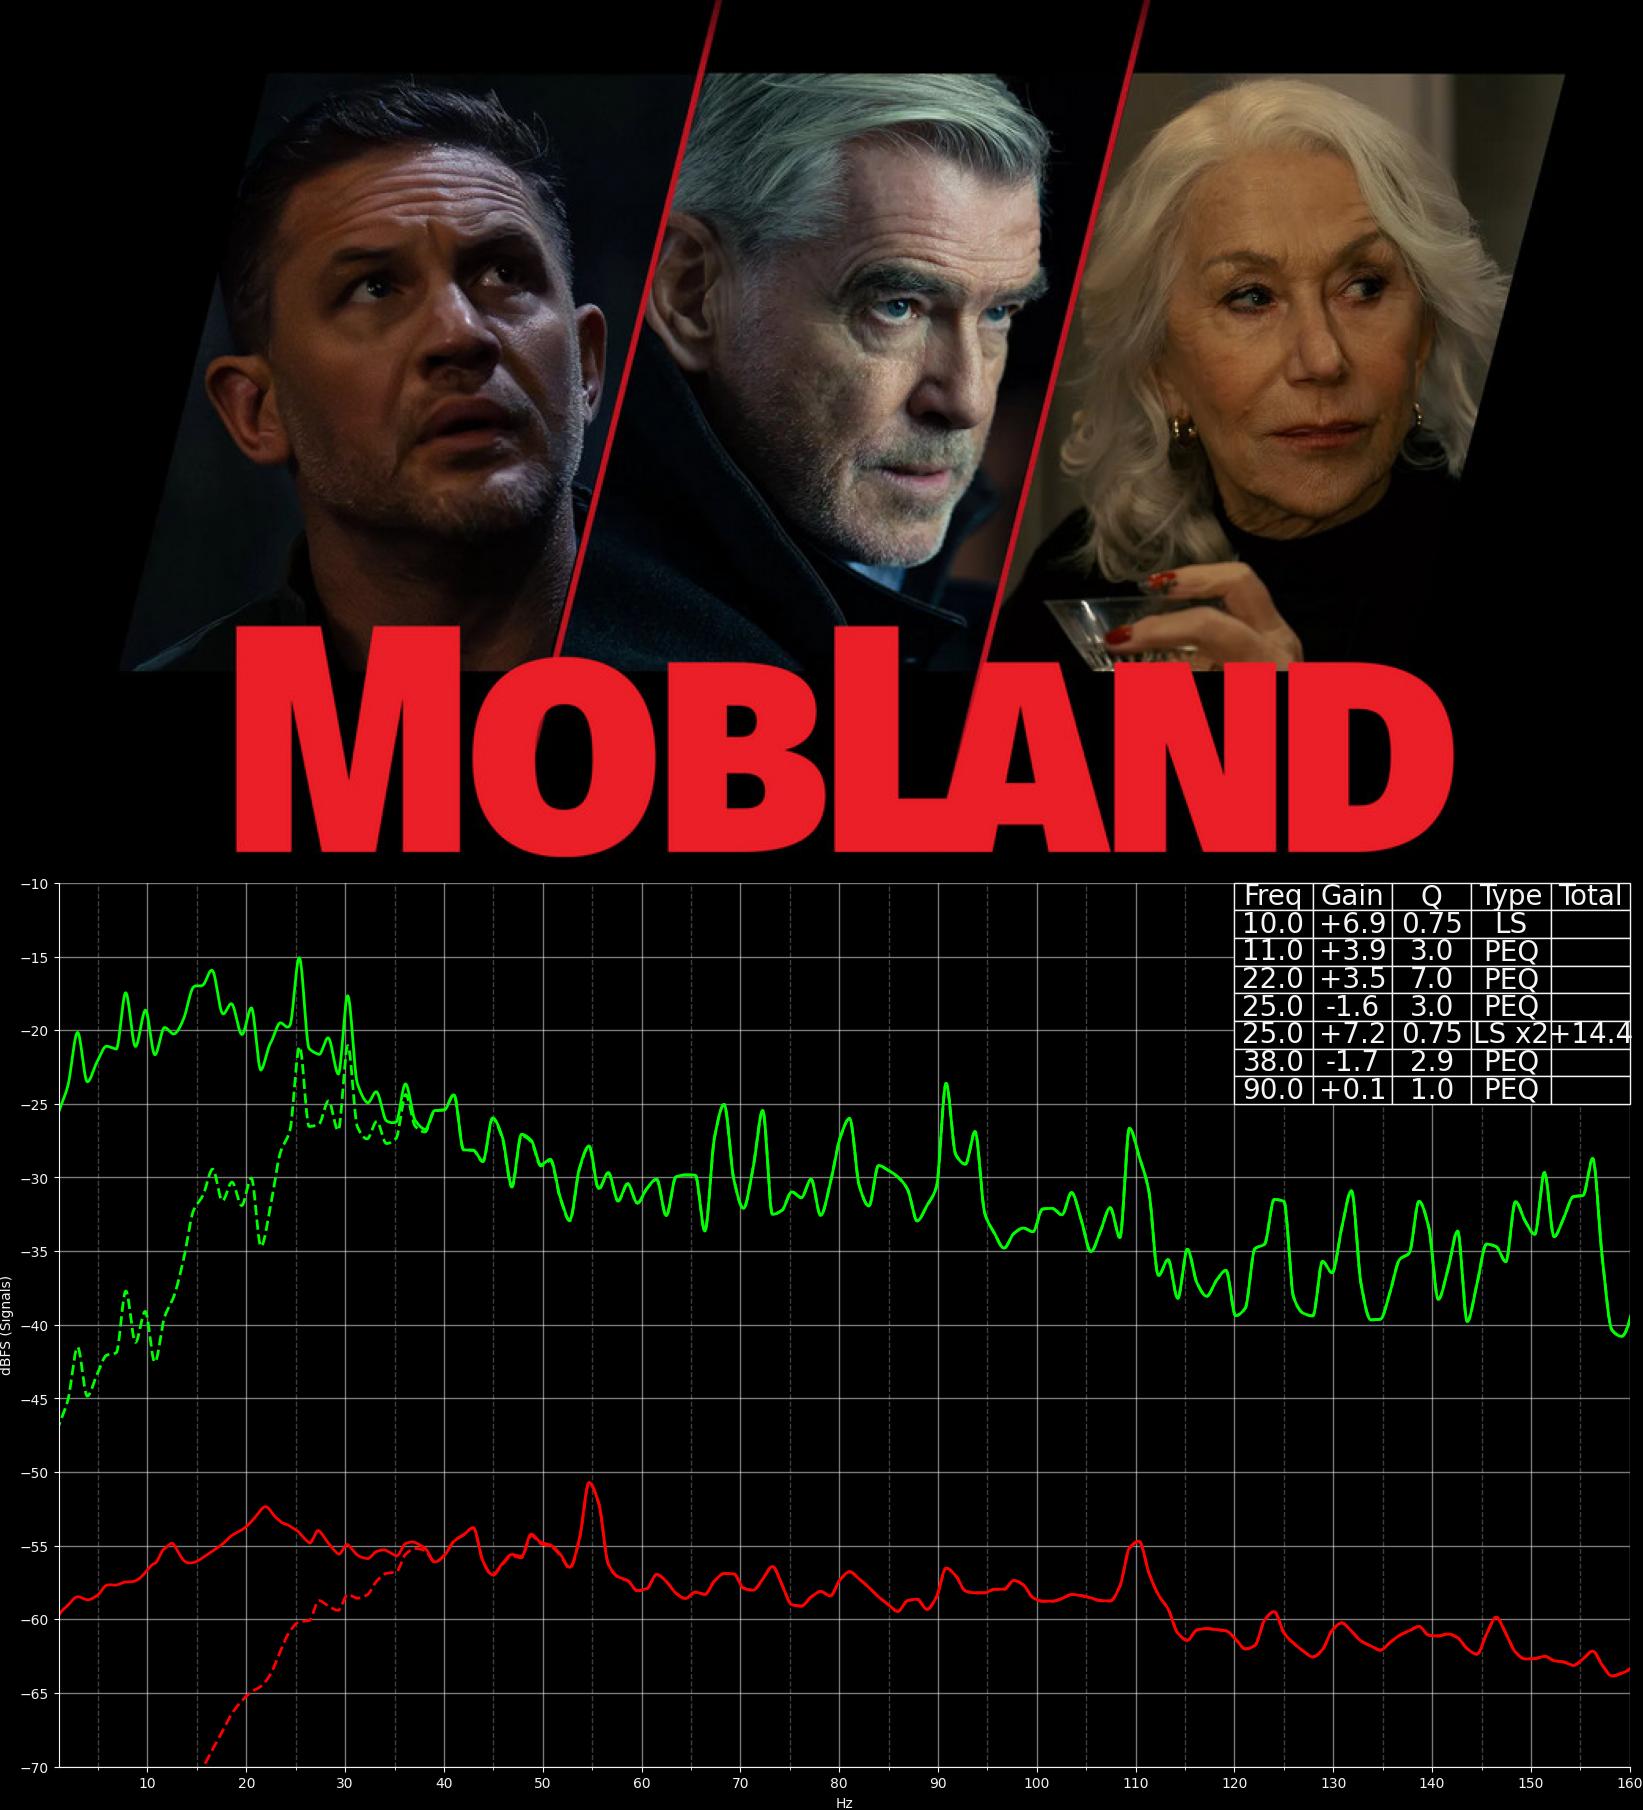 MOBLAND
Freq Gain Q Type Total
10.0 +6.9 0.75 LS
11.0 +3.9 3.0 PEQ
22.0 +3.5 7.0 PEQ
25.0 -1.6 3.0 PEQ
25.0 +7.2 0.75 LS x2 +14.4
38.0 -1.7 2.9 PEQ
90.0 +0.1 1.0 PEQ
−10
−15
−20
−25
−30
−35
−40
−45
−50
−55
−60
−65
−70
dBFS (Signals)
10 20 30 40 50 60 70 80 90 100 110 120 130 140 150 160
Hz